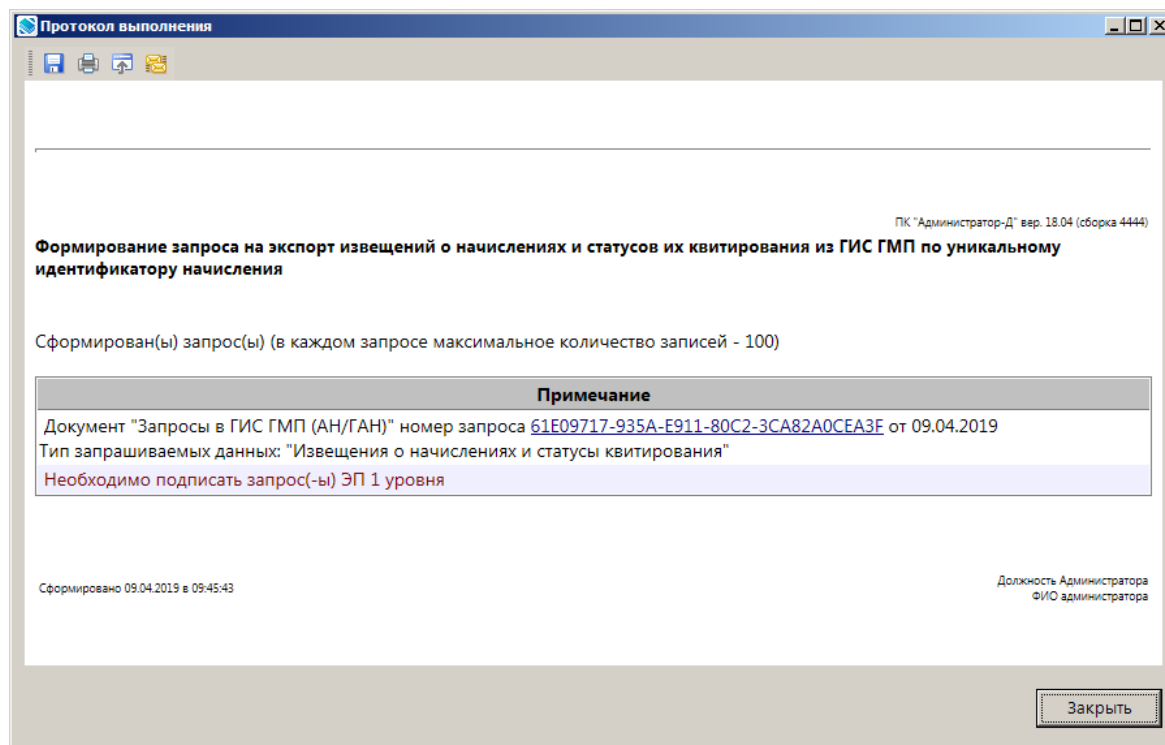 Протокол выполнения
ПК "Администратор-Д" вер. 18.04 (сборка 4444)
Формирование запроса на экспорт извещений о начислениях и статусов их квитирования из ГИС ГМП по уникальному
идентификатору начисления
Сформирован(ы) запрос(ы) (в каждом запросе максимальное количество записей - 100)
Примечание
Документ "Запросы в ГИС ГМП (АН/ГАН)" номер запроса 61E09717-935A-E911-80C2-3CA82A0CEA3F от 09.04.2019
Тип запрашиваемых данных: "Извещения о начислениях и статусы квитирования"
Необходимо подписать запрос(-ы) ЭП 1 уровня
Сформировано 09.04.2019 в 09:45:43
Должность Администратора
ФИО администратора
Закрыть